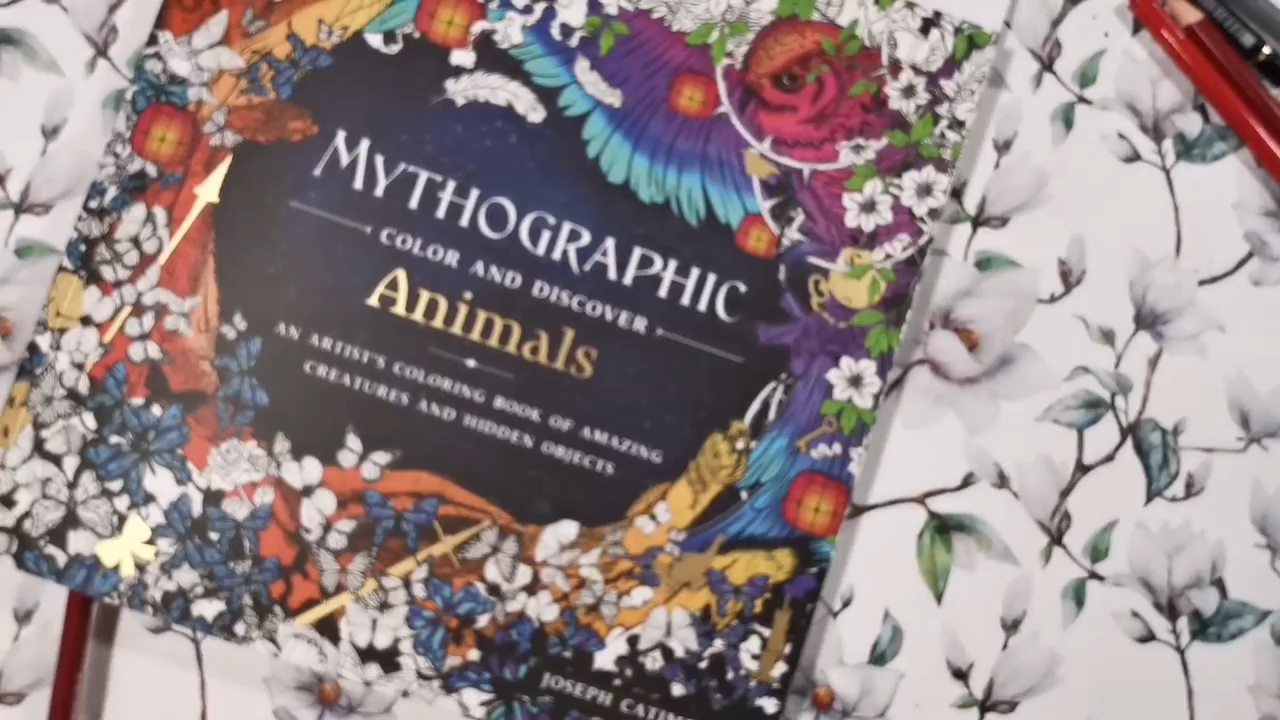 MYTHOGRAPHIC
COLOR AND DISCOVER
Animals
AN ARTIST'S COLORING BOOK OF AMAZING
CREATURES AND HIDDEN OBJECTS
JOSEPH